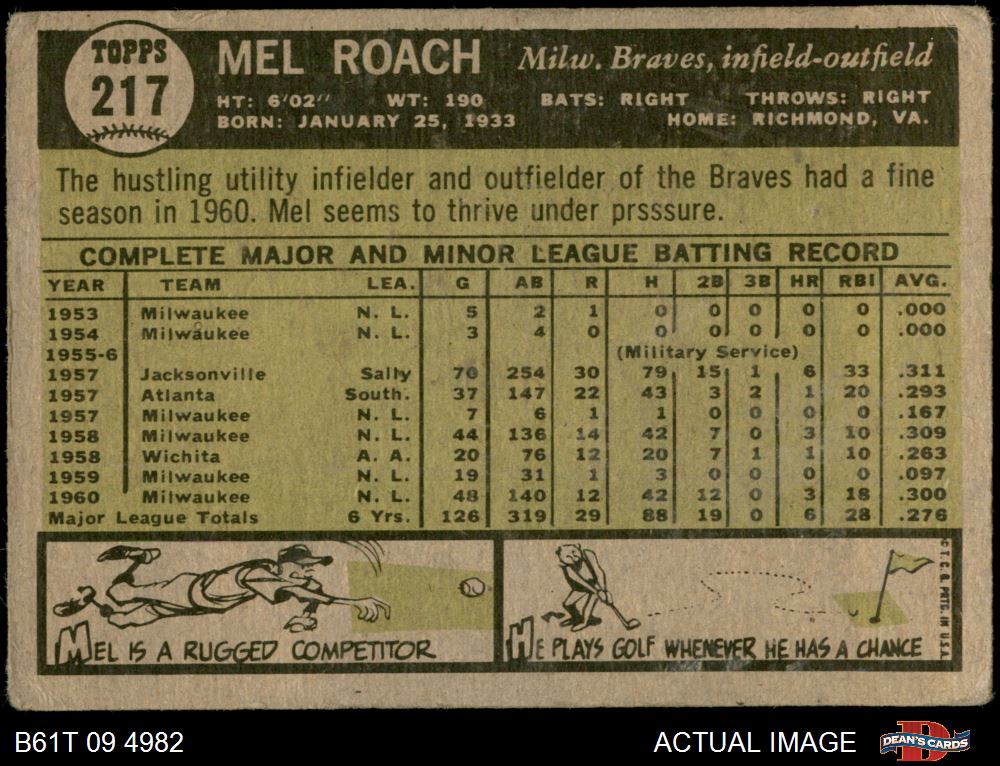 TOPPS
217
MEL ROACH Milw. Braves, infield-outfield
HT: 6'02" WT: 190 BATS: RIGHT THROWS: RIGHT
BORN: JANUARY 25, 1933 HOME: RICHMOND, VA.
The hustling utility infielder and outfielder of the Braves had a fine
season in 1960. Mel seems to thrive under prsssure.
COMPLETE MAJOR AND MINOR LEAGUE BATTING RECORD
YEAR TEAM LEA. G AB R H 2B 3B HR RBI AVG.
1953 Milwaukee N. L. 5 2 1 0 0 0 0 0 .000
1954 Milwaukee N. L. 3 4 0 0 0 0 0 0 .000
1955-6 (Military Service)
1957 Jacksonville Sally 76 254 30 79 15 1 6 33 .311
1957 Atlanta South. 37 147 22 43 3 2 1 20 .293
1957 Milwaukee N. L. 7 6 1 1 0 0 0 0 .167
1958 Milwaukee N. L. 44 136 14 42 7 0 3 10 .309
1958 Wichita A. A. 20 76 12 20 7 1 1 10 .263
1959 Milwaukee N. L. 19 31 1 3 0 0 0 0 .097
1960 Milwaukee N. L. 48 140 12 42 12 0 3 18 .300
Major League Totals 6 Yrs. 126 319 29 88 19 0 6 28 .276
MEL IS A RUGGED COMPETITOR
HE PLAYS GOLF WHENEVER HE HAS A CHANCE
© T. C. G. PRTD. IN U.S.A.
B61T 09 4982
ACTUAL IMAGE
D
DEAN'S CARDS